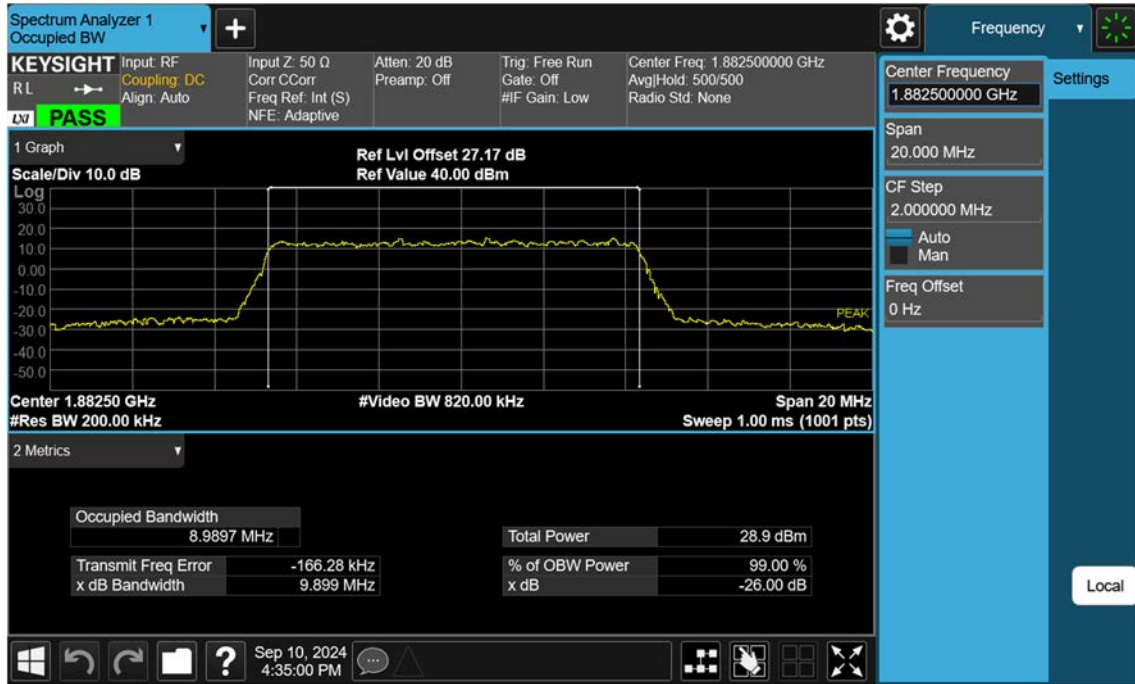 Spectrum Analyzer 1
Occupied BW
Frequency
KEYSIGHT
RL
LXI PASS
Input: RF
Coupling: DC
Align: Auto
Input Z: 50 Ω
Corr CCorr
Freq Ref: Int (S)
NFE: Adaptive
Atten: 20 dB
Preamp: Off
Trig: Free Run
Gate: Off
#IF Gain: Low
Center Freq: 1.882500000 GHz
Avg|Hold: 500/500
Radio Std: None
1 Graph
Scale/Div 10.0 dB
Ref Lvl Offset 27.17 dB
Ref Value 40.00 dBm
Log
30.0
20.0
10.0
0.00
-10.0
-20.0
-30.0
-40.0
-50.0
PEAK
Center 1.88250 GHz
#Video BW 820.00 kHz
Span 20 MHz
#Res BW 200.00 kHz
Sweep 1.00 ms (1001 pts)
2 Metrics
Occupied Bandwidth
8.9897 MHz
Total Power 28.9 dBm
Transmit Freq Error -166.28 kHz
% of OBW Power 99.00 %
x dB Bandwidth 9.899 MHz
x dB -26.00 dB
Center Frequency
1.882500000 GHz
Settings
Span
20.000 MHz
CF Step
2.000000 MHz
Auto
Man
Freq Offset
0 Hz
Local
?
Sep 10, 2024
4:35:00 PM